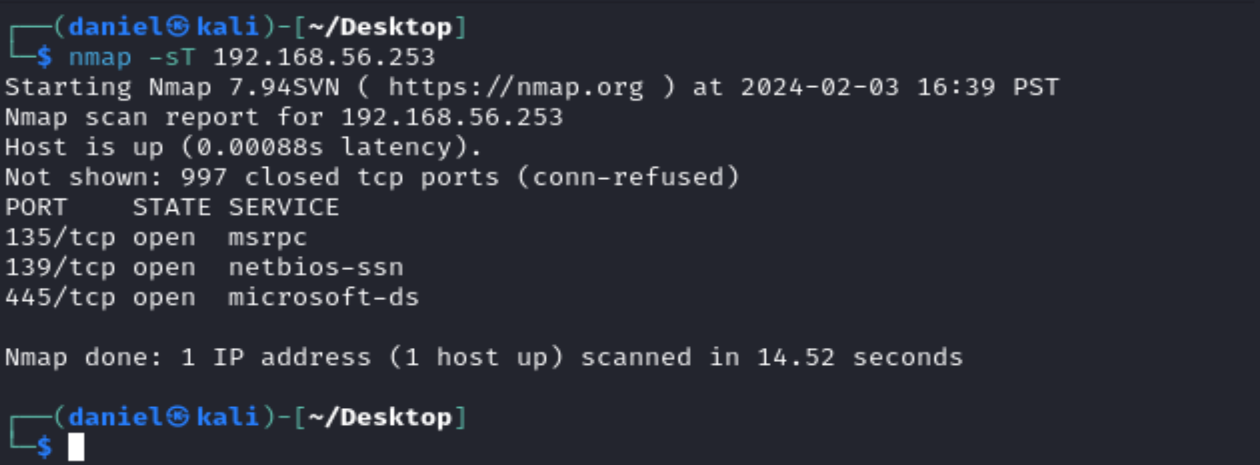 ┌──(daniel㉿kali)-[~/Desktop]
└─$ nmap -sT 192.168.56.253
Starting Nmap 7.94SVN ( https://nmap.org ) at 2024-02-03 16:39 PST
Nmap scan report for 192.168.56.253
Host is up (0.00088s latency).
Not shown: 997 closed tcp ports (conn-refused)
PORT    STATE SERVICE
135/tcp open  msrpc
139/tcp open  netbios-ssn
445/tcp open  microsoft-ds
Nmap done: 1 IP address (1 host up) scanned in 14.52 seconds
┌──(daniel㉿kali)-[~/Desktop]
└─$